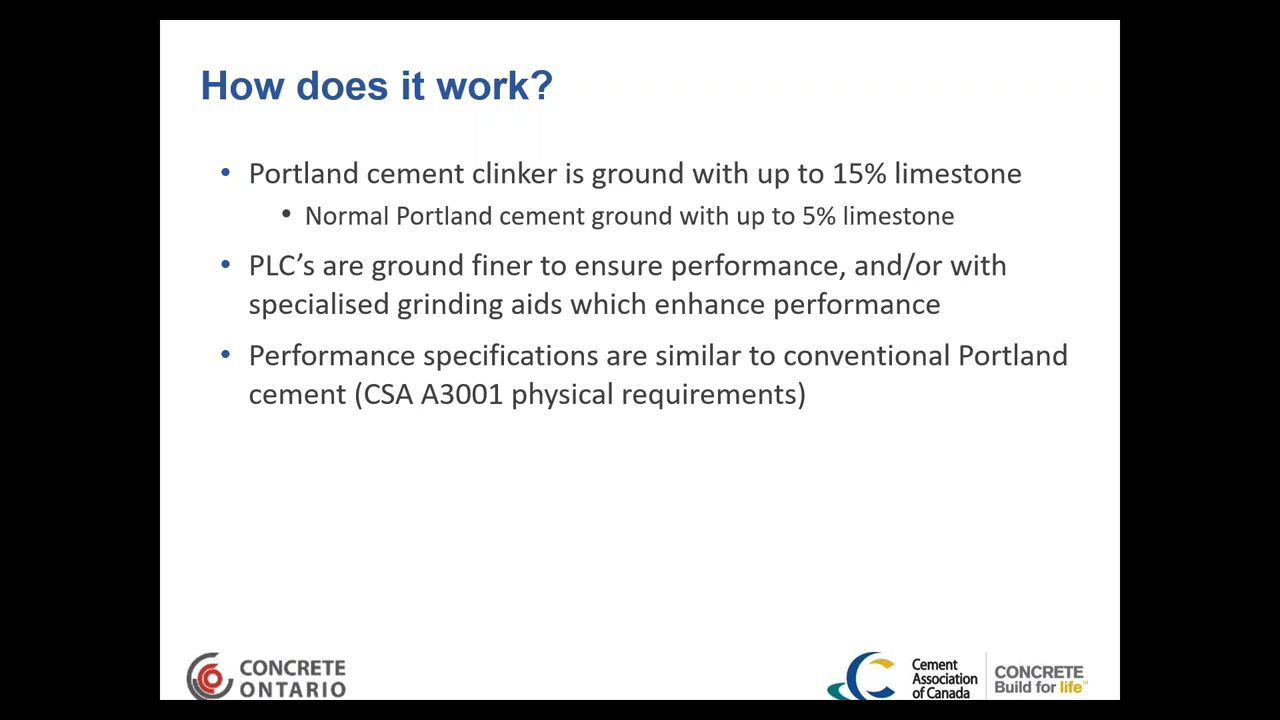 How does it work?
• Portland cement clinker is ground with up to 15% limestone
• Normal Portland cement ground with up to 5% limestone
• PLC’s are ground finer to ensure performance, and/or with
specialised grinding aids which enhance performance
• Performance specifications are similar to conventional Portland
cement (CSA A3001 physical requirements)
CONCRETE
ONTARIO
Cement
Association
of Canada
CONCRETE
Build for life™